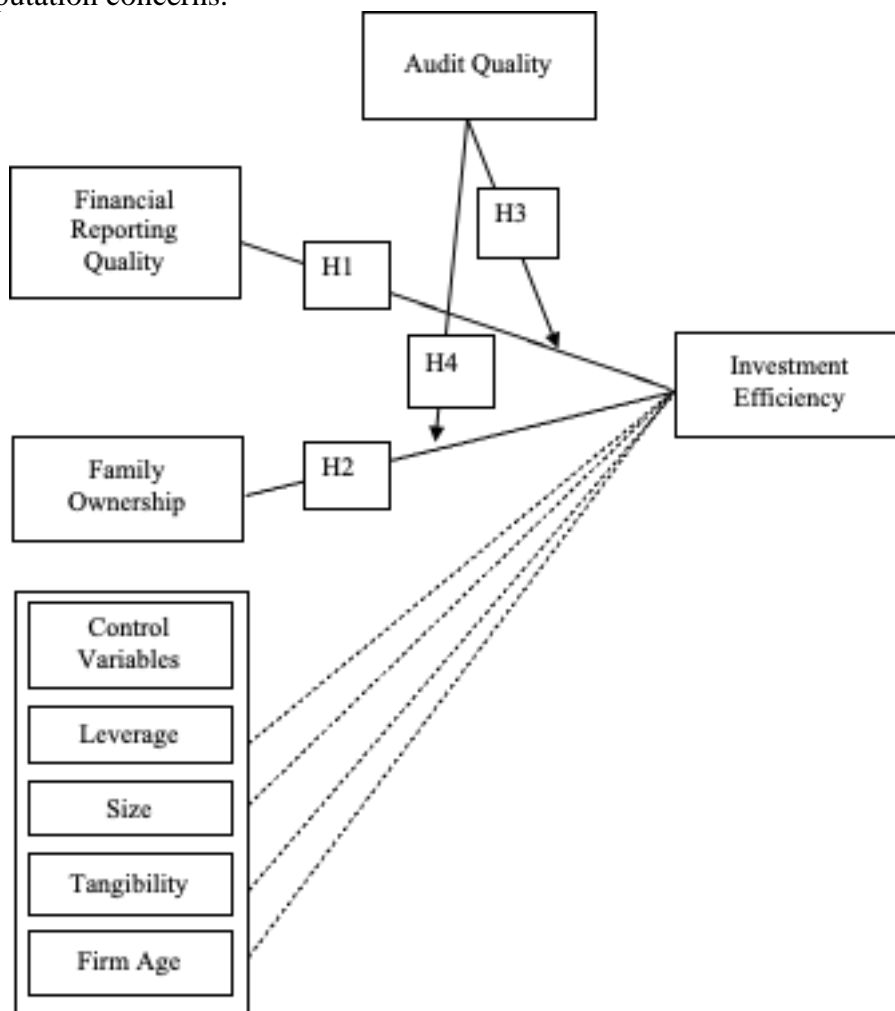 putation concerns.
Audit Quality
Financial
Reporting
Quality
H3
H1
H4
Investment
Efficiency
Family
Ownership
H2
Control
Variables
Leverage
Size
Tangibility
Firm Age